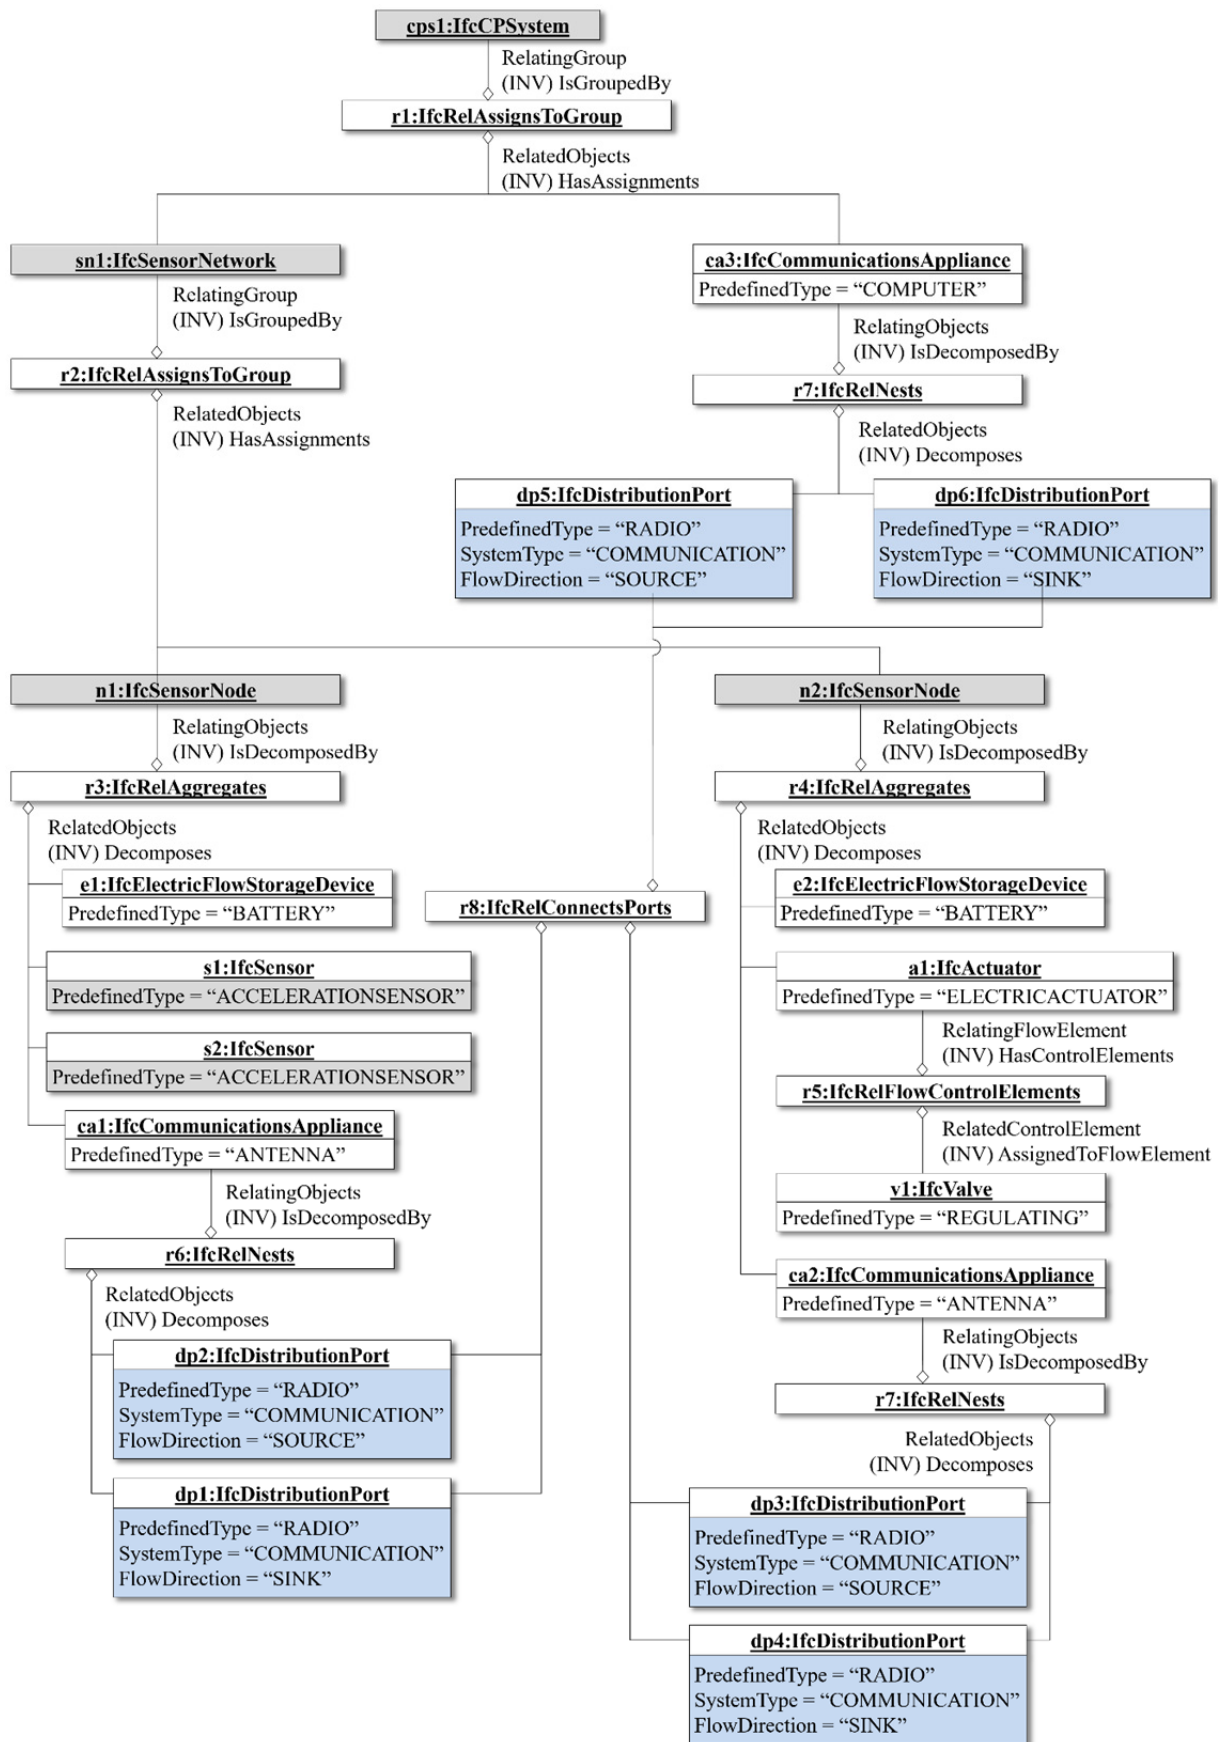 cps1:IfcCPSystem
RelatingGroup
(INV) IsGroupedBy
r1:IfcRelAssignsToGroup
RelatedObjects
(INV) HasAssignments
sn1:IfcSensorNetwork
RelatingGroup
(INV) IsGroupedBy
r2:IfcRelAssignsToGroup
RelatedObjects
(INV) HasAssignments
ca3:IfcCommunicationsAppliance
PredefinedType = “COMPUTER”
RelatingObjects
(INV) IsDecomposedBy
r7:IfcRelNests
RelatedObjects
(INV) Decomposes
dp5:IfcDistributionPort
PredefinedType = “RADIO”
SystemType = “COMMUNICATION”
FlowDirection = “SOURCE”
dp6:IfcDistributionPort
PredefinedType = “RADIO”
SystemType = “COMMUNICATION”
FlowDirection = “SINK”
n1:IfcSensorNode
RelatingObjects
(INV) IsDecomposedBy
r3:IfcRelAggregates
RelatedObjects
(INV) Decomposes
e1:IfcElectricFlowStorageDevice
PredefinedType = “BATTERY”
s1:IfcSensor
PredefinedType = “ACCELERATIONSENSOR”
s2:IfcSensor
PredefinedType = “ACCELERATIONSENSOR”
ca1:IfcCommunicationsAppliance
PredefinedType = “ANTENNA”
RelatingObjects
(INV) IsDecomposedBy
r6:IfcRelNests
RelatedObjects
(INV) Decomposes
dp2:IfcDistributionPort
PredefinedType = “RADIO”
SystemType = “COMMUNICATION”
FlowDirection = “SOURCE”
dp1:IfcDistributionPort
PredefinedType = “RADIO”
SystemType = “COMMUNICATION”
FlowDirection = “SINK”
r8:IfcRelConnectsPorts
n2:IfcSensorNode
RelatingObjects
(INV) IsDecomposedBy
r4:IfcRelAggregates
RelatedObjects
(INV) Decomposes
e2:IfcElectricFlowStorageDevice
PredefinedType = “BATTERY”
a1:IfcActuator
PredefinedType = “ELECTRICACTUATOR”
RelatingFlowElement
(INV) HasControlElements
r5:IfcRelFlowControlElements
RelatedControlElement
(INV) AssignedToFlowElement
v1:IfcValve
PredefinedType = “REGULATING”
ca2:IfcCommunicationsAppliance
PredefinedType = “ANTENNA”
RelatingObjects
(INV) IsDecomposedBy
r7:IfcRelNests
RelatedObjects
(INV) Decomposes
dp3:IfcDistributionPort
PredefinedType = “RADIO”
SystemType = “COMMUNICATION”
FlowDirection = “SOURCE”
dp4:IfcDistributionPort
PredefinedType = “RADIO”
SystemType = “COMMUNICATION”
FlowDirection = “SINK”